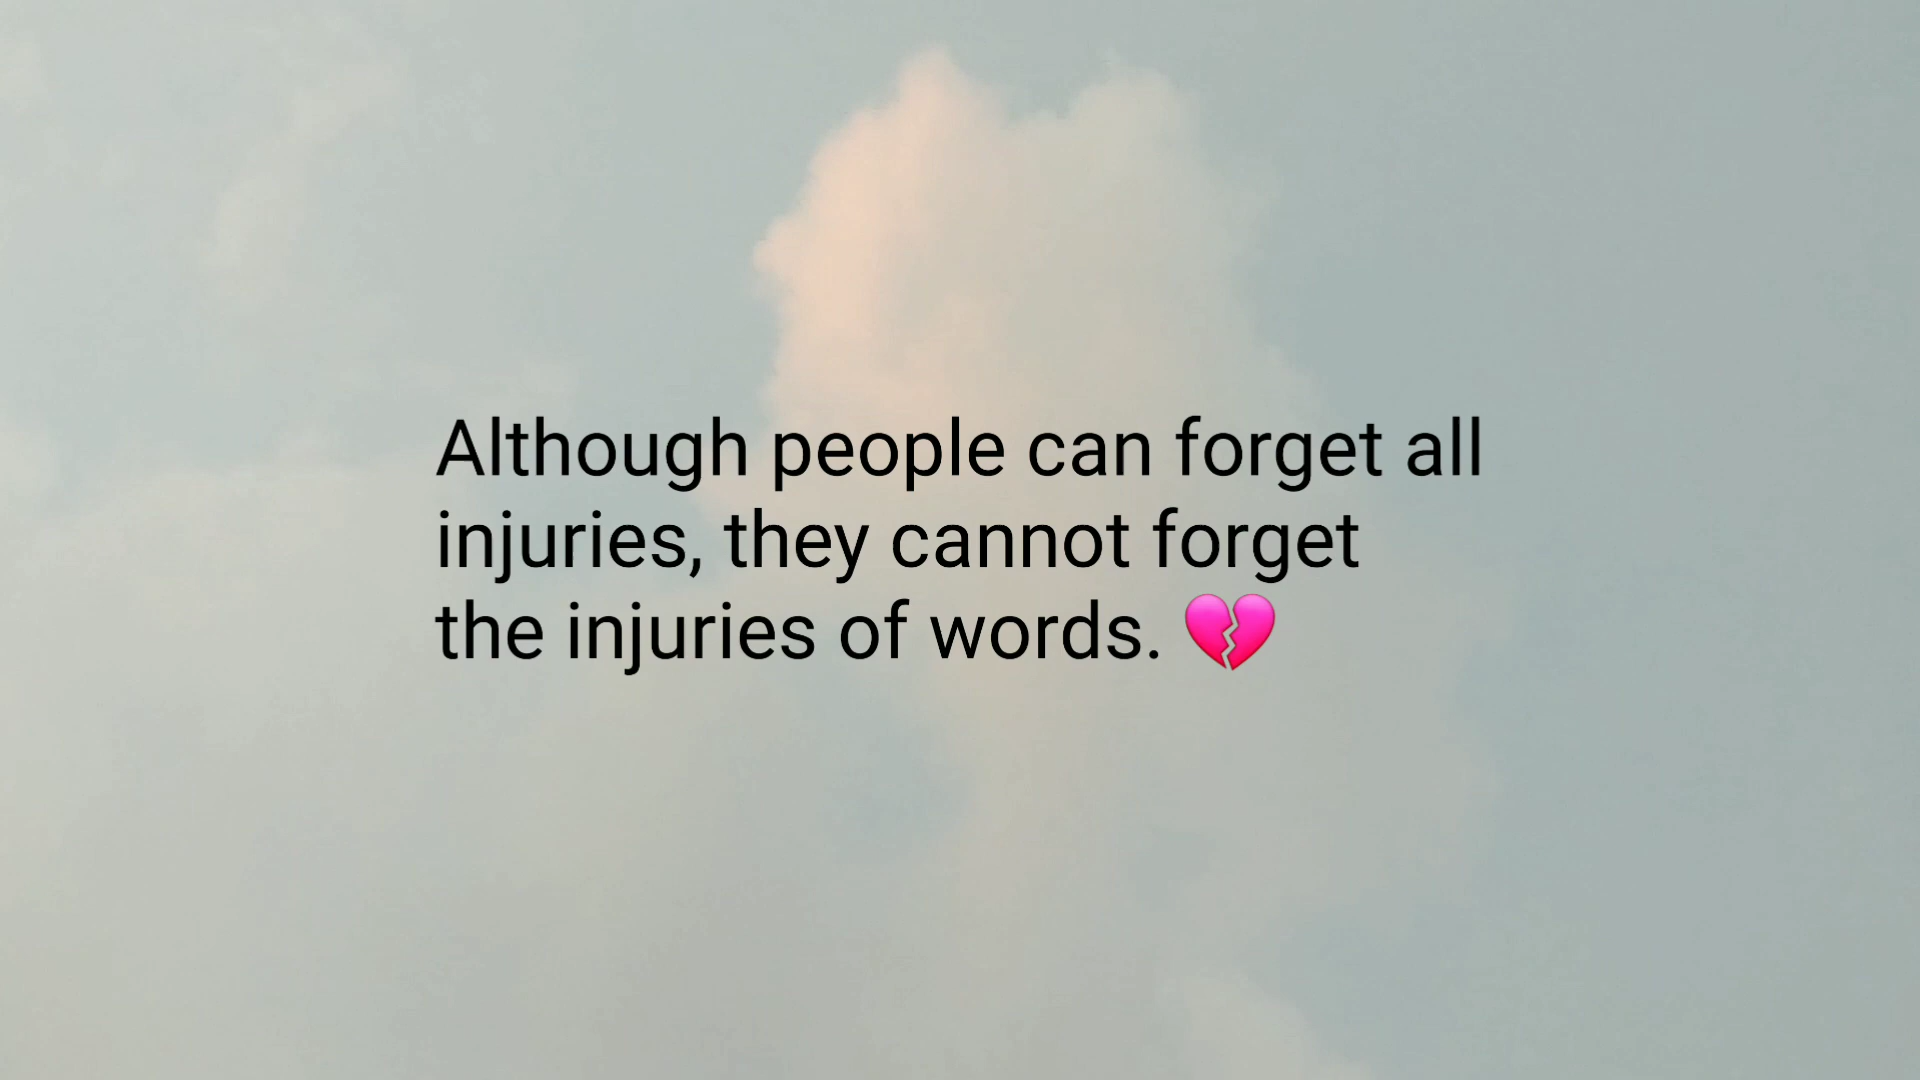 Although people can forget all
injuries, they cannot forget
the injuries of words. 💔